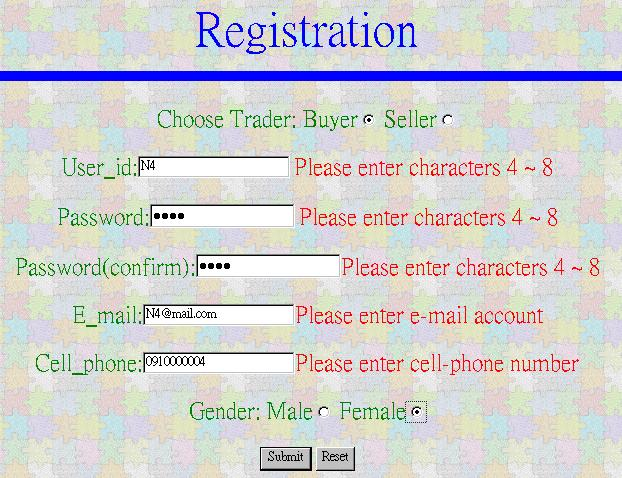 Registration
Choose Trader: Buyer Seller
User_id: N4 Please enter characters 4 ~ 8
Password: •••• Please enter characters 4 ~ 8
Password(confirm): •••• Please enter characters 4 ~ 8
E_mail: N4@mail.com Please enter e-mail account
Cell_phone: 0910000004 Please enter cell-phone number
Gender: Male Female
Submit Reset